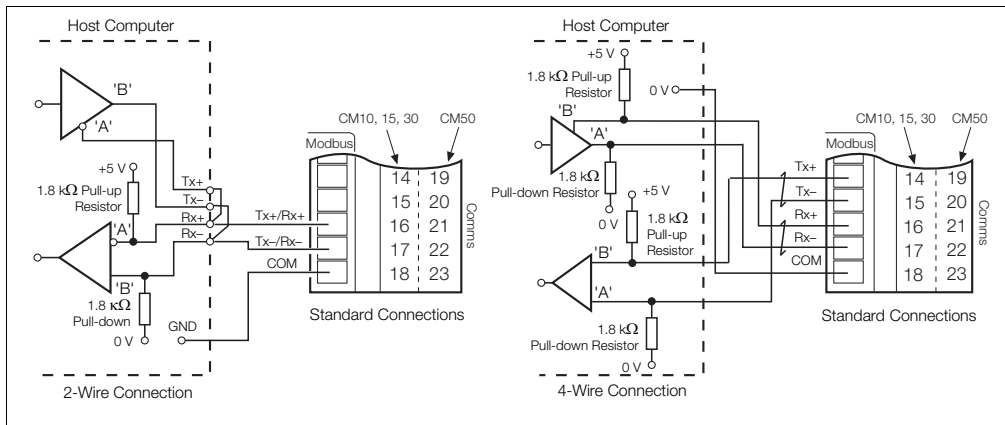 Host Computer
'B'
'A'
+5 V
1.8 kΩ Pull-up
Resistor
Tx+
Tx–
Rx+
Rx–
'A'
'B'
1.8 κΩ
Pull-down
0 V
GND
Tx+/Rx+
Tx–/Rx–
COM
CM10, 15, 30
CM50
Modbus
14 19
15 20
16 21
17 22
18 23
Comms
Standard Connections
2-Wire Connection
Host Computer
+5 V
1.8 kΩ Pull-up
Resistor
0 V
'B'
'A'
1.8 kΩ
Pull-down Resistor
0 V
+5 V
1.8 kΩ
Pull-up
Resistor
'B'
'A'
1.8 kΩ
Pull-down Resistor
0 V
CM10, 15, 30
CM50
Modbus
Tx+
Tx–
Rx+
Rx–
COM
14 19
15 20
16 21
17 22
18 23
Comms
Standard Connections
4-Wire Connection